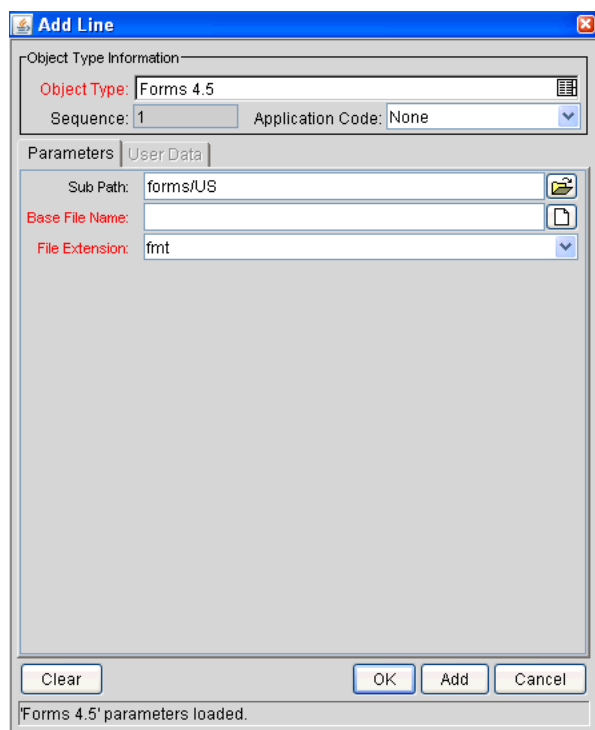 Add Line
Object Type Information
Object Type: Forms 4.5
Sequence: 1 Application Code: None
Parameters User Data
Sub Path: forms/US
Base File Name:
File Extension: fmt
Clear OK Add Cancel
'Forms 4.5' parameters loaded.